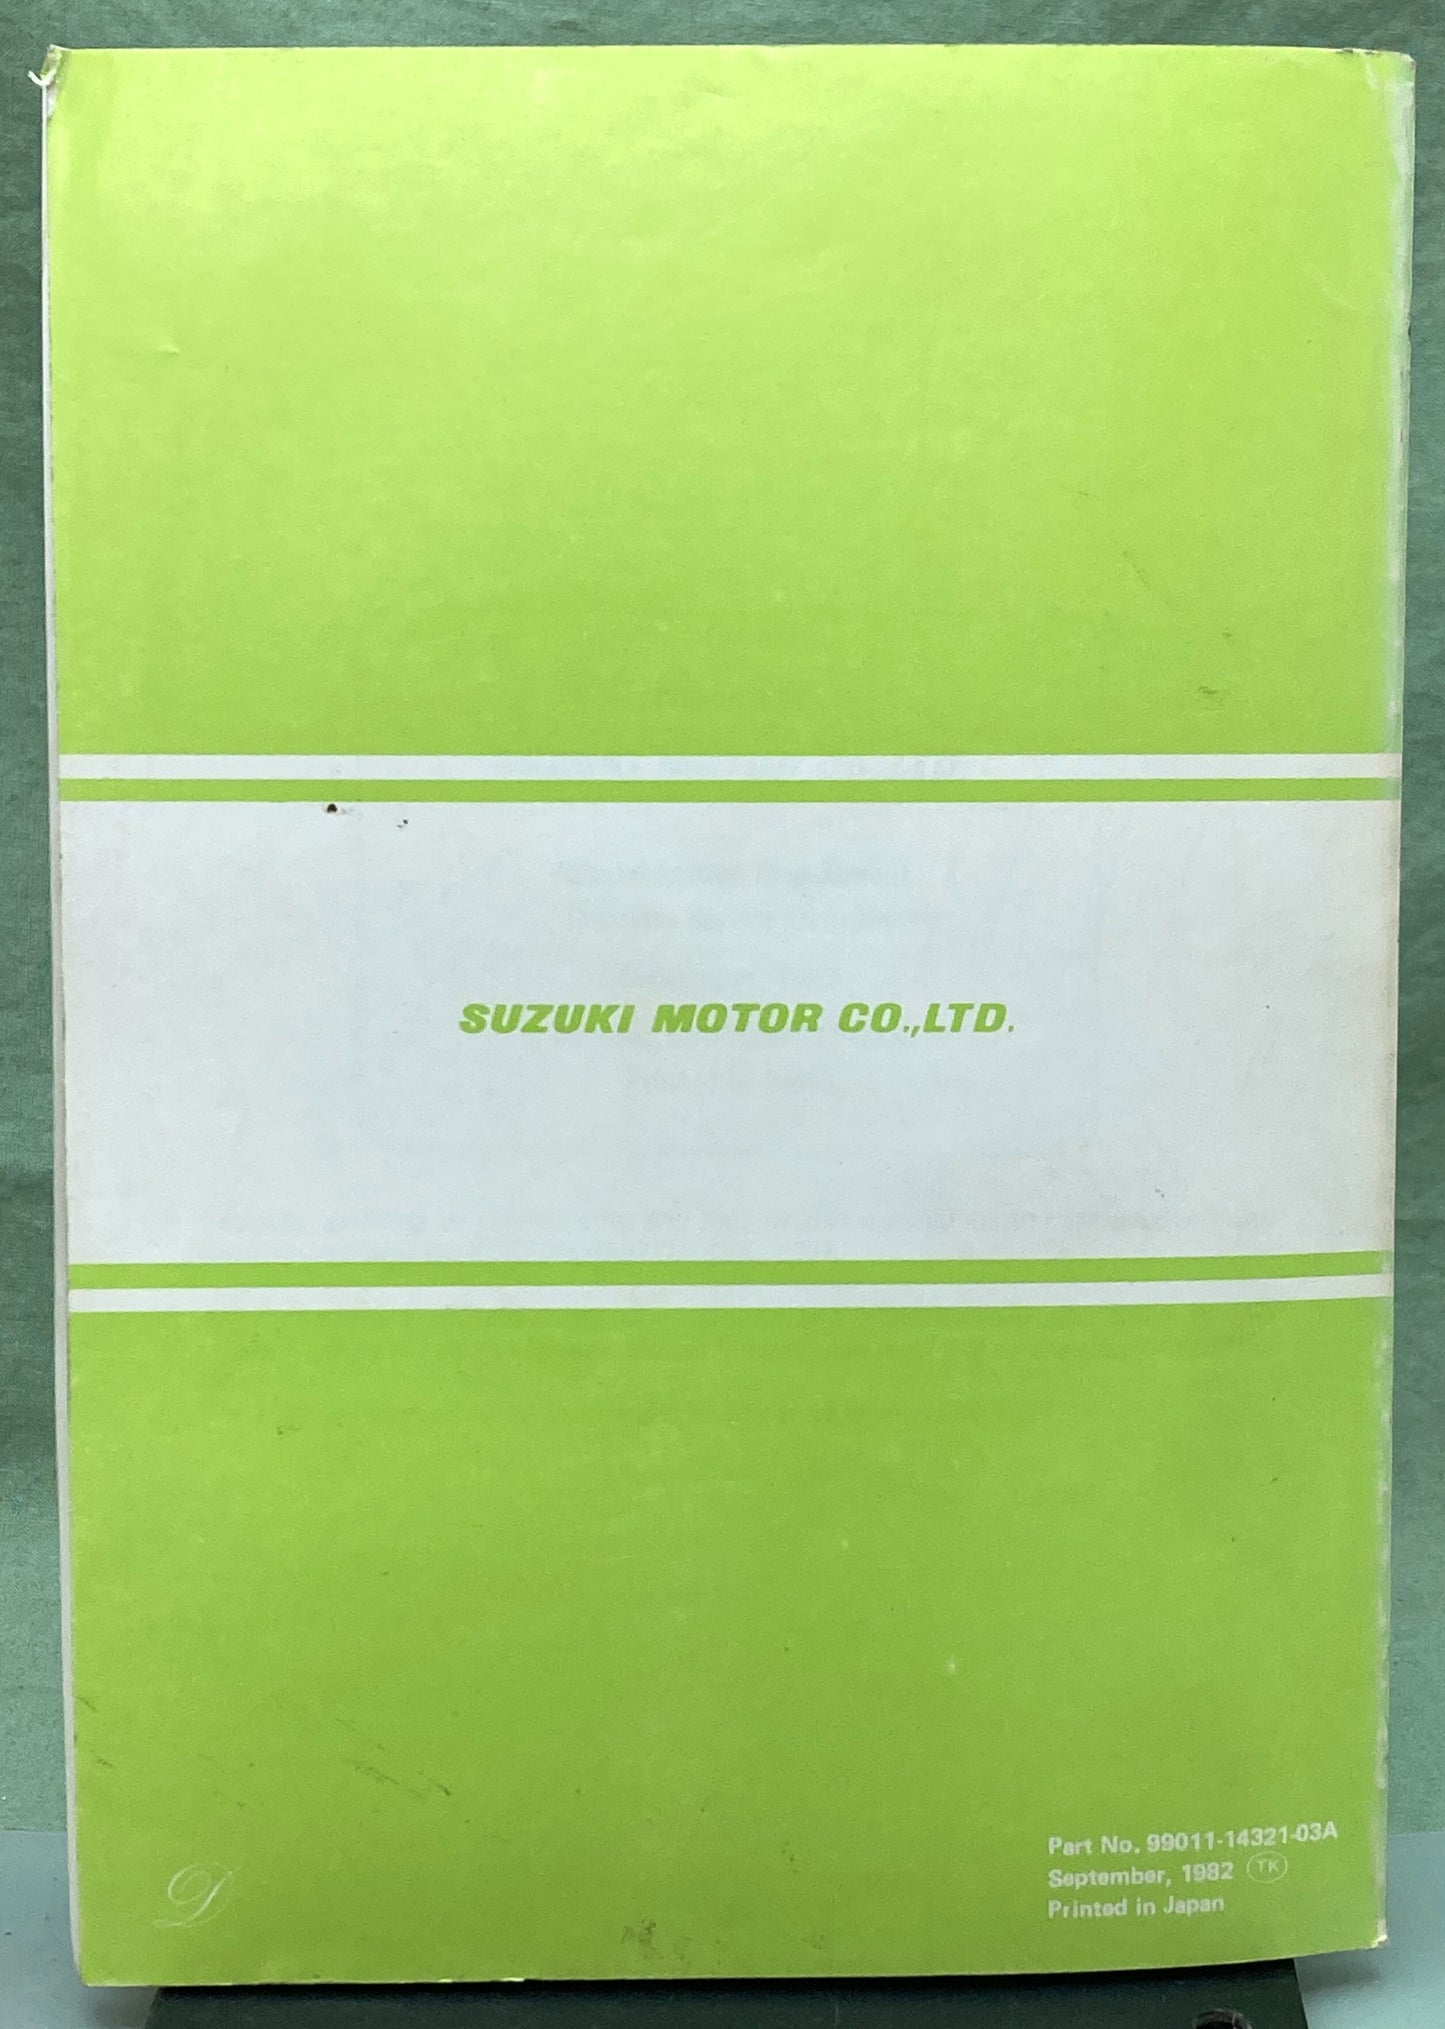 SUZUKI MOTOR CO.,LTD.
Part No. 99011-14321-03A
September, 1982 TK
Printed in Japan
D